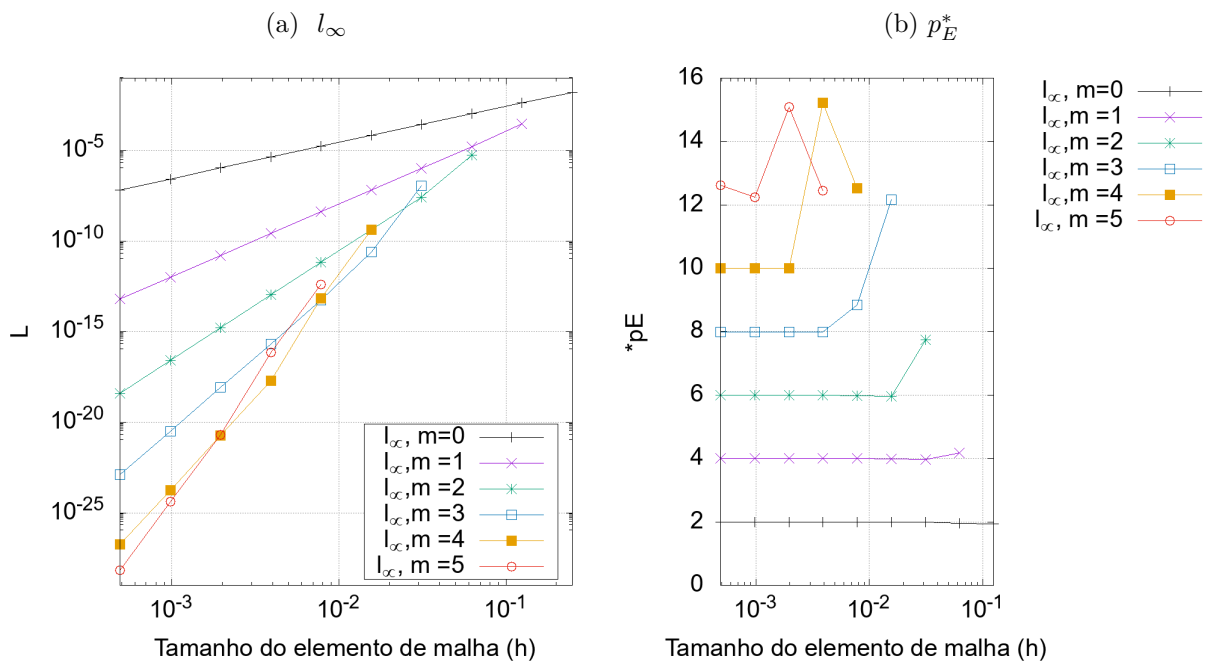 (a) l∞
(b) p*E
L
10-5
10-10
10-15
10-20
10-25
l∞, m=0
l∞,m =1
l∞,m =2
l∞,m =3
l∞,m =4
l∞, m =5
10-3
10-2
10-1
Tamanho do elemento de malha (h)
*pE
16
14
12
10
8
6
4
2
0
10-3
10-2
10-1
Tamanho do elemento de malha (h)
l∞, m=0
l∞,m =1
l∞,m =2
l∞,m =3
l∞,m =4
l∞, m =5